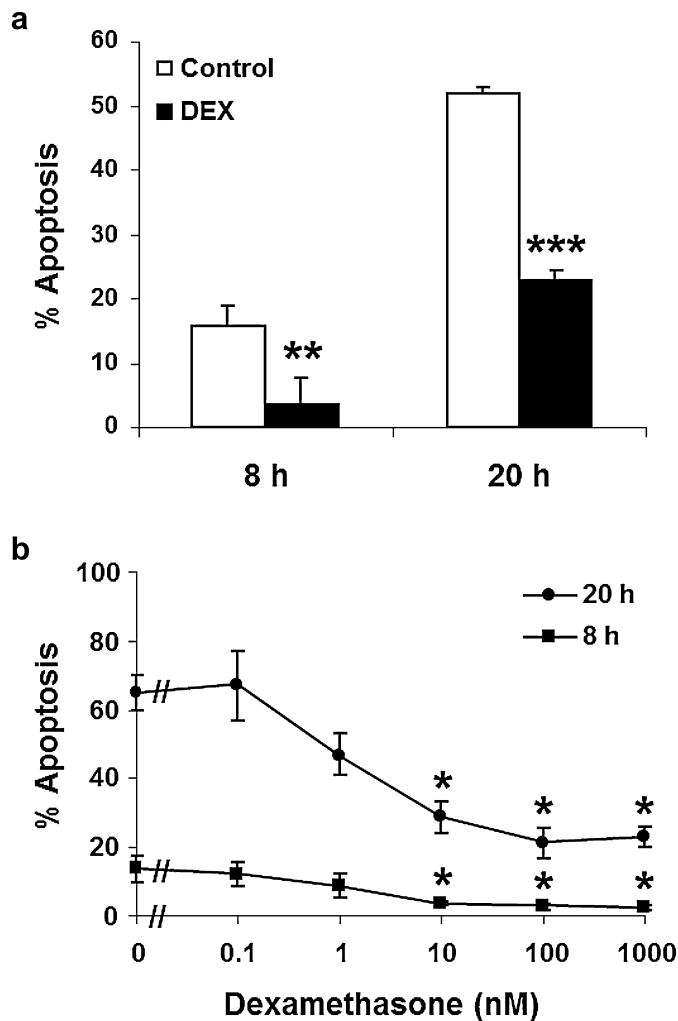 a
60
50
40
30
20
10
0
% Apoptosis
Control
DEX
**
***
8 h
20 h
b
100
80
60
40
20
0
% Apoptosis
20 h
8 h
//
//
//
* * *
* * *
0 0.1 1 10 100 1000
Dexamethasone (nM)